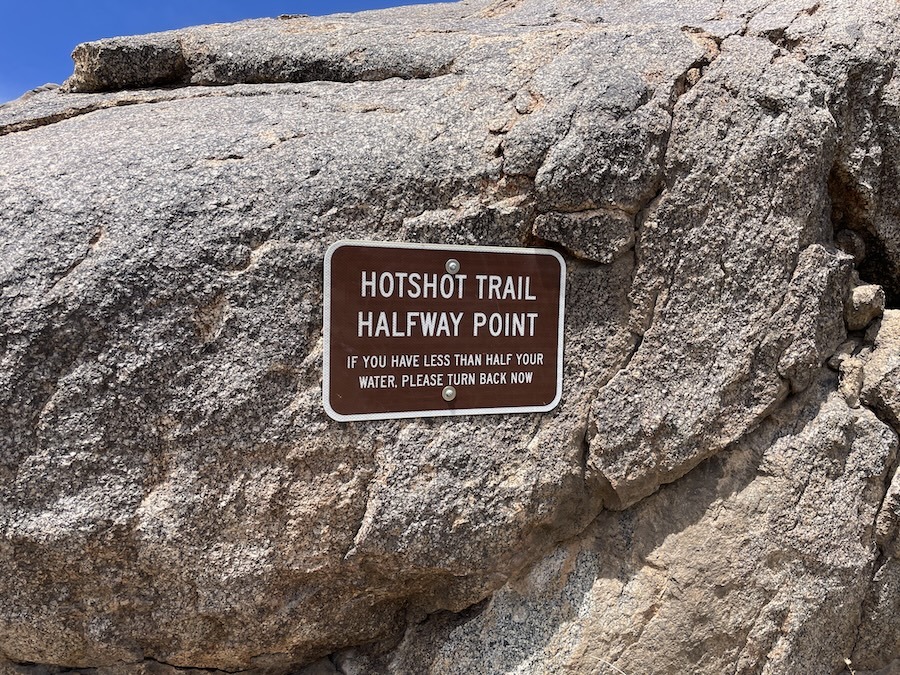 HOTSHOT TRAIL
HALFWAY POINT
IF YOU HAVE LESS THAN HALF YOUR
WATER, PLEASE TURN BACK NOW